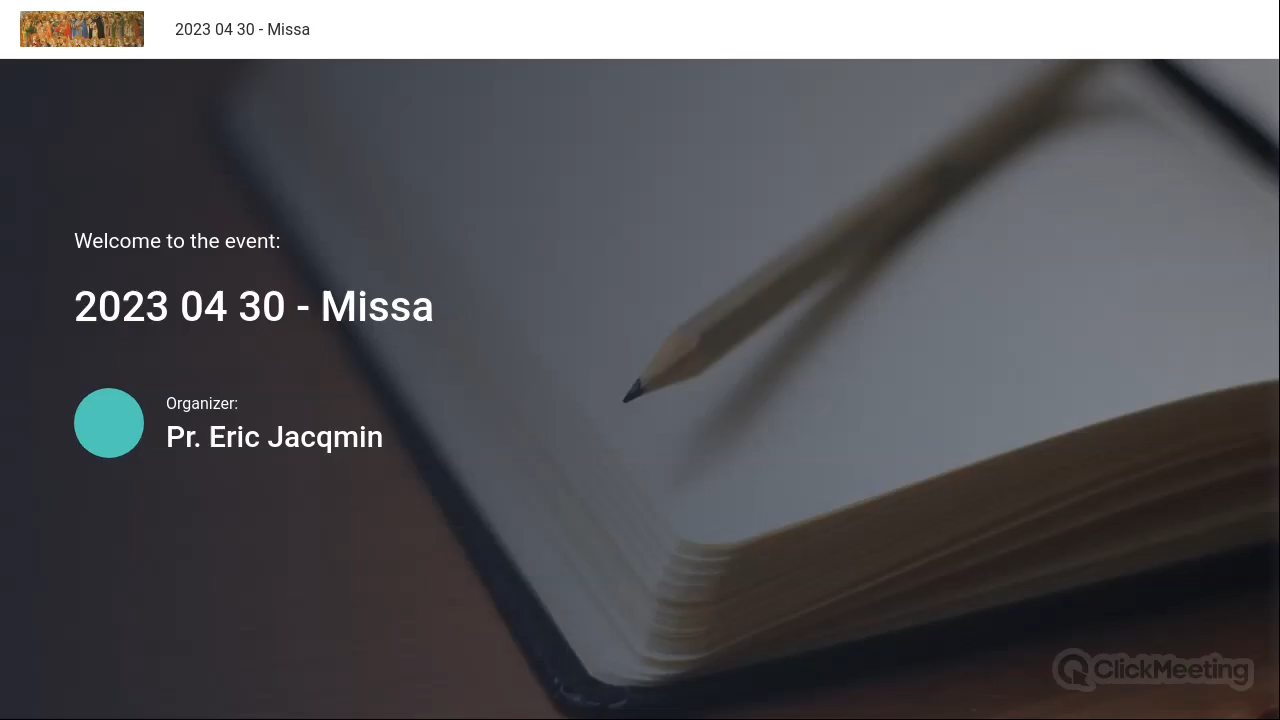 2023 04 30 - Missa
Welcome to the event:
2023 04 30 - Missa
Organizer:
Pr. Eric Jacqmin
ClickMeeting